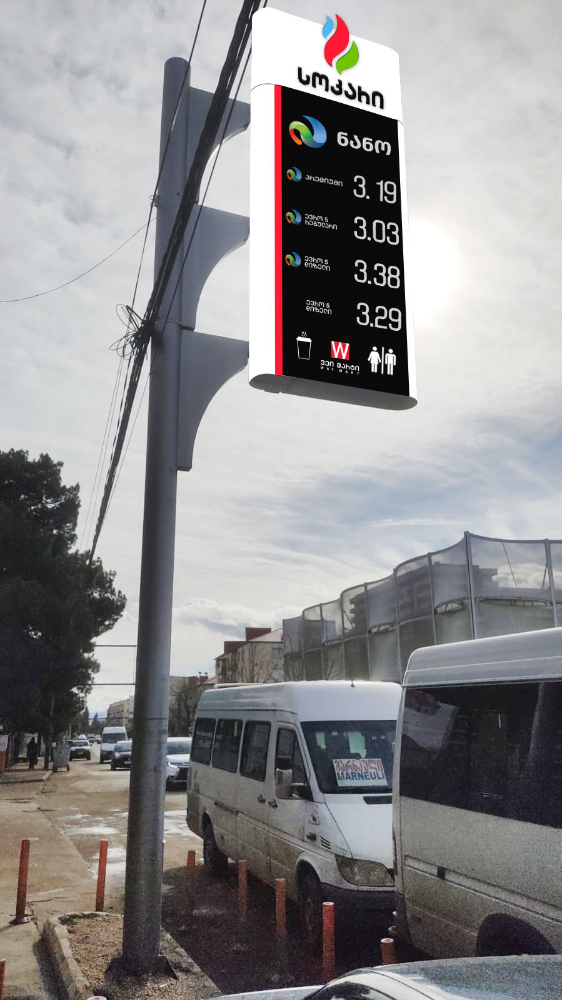 სოკარი
ნანო
პრემიუმი 3.19
ევრო 5
რეგულარი 3.03
ევრო 5
დიზელი 3.38
ევრო 5
დიზელი 3.29
W
ვეი მარტი
WAY MART
მარნეული
MARNEULI